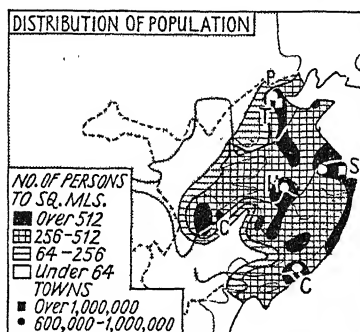 DISTRIBUTION OF POPULATION
P
T
S
W
C
C
NO. OF PERSONS
TO SQ. MLS.
Over 512
256-512
64-256
Under 64
TOWNS
Over 1,000,000
600,000-1,000,000